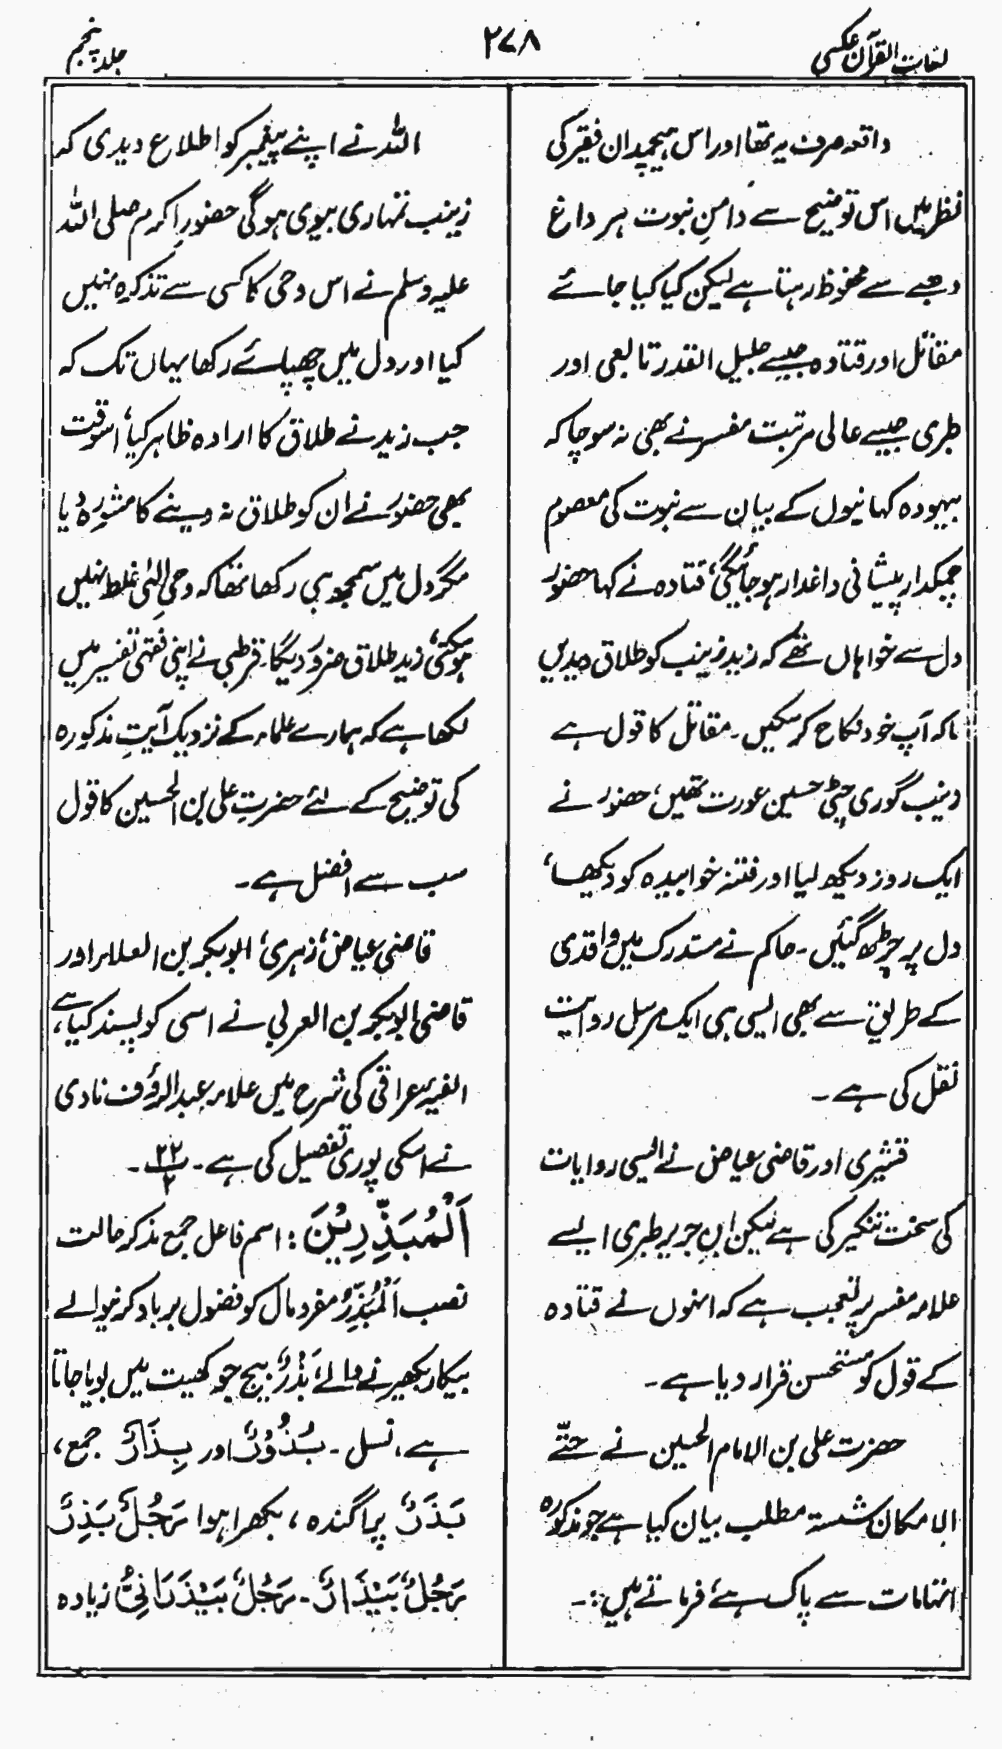 لغات القرآن عکسی
۲۷۸
جلد پنجم
واقعہ صرف یہ تھا اور اس ہیچمدان فقیر کی
نظر میں اس توضیح سے دامنِ نبوت ہر داغ
دھبے سے محفوظ رہتا ہے لیکن کیا کیا جائے
مقاتل اور قتادہ جیسے جلیل القدر تابعی اور
طبری جیسے عالی مرتبت مفسر نے بھی نہ سوچا کہ
بیہودہ کہانیوں کے بیان سے نبوت کی معصوم
چمکدار پیشانی داغدار ہو جائیگی، قتادہ نے کہا حضور
دل سے خواہاں تھے کہ زید زینب کو طلاق دیدیں
تاکہ آپ خود نکاح کر سکیں۔ مقاتل کا قول ہے
زینب گوری چٹی حسین عورت تھیں، حضور نے
ایک روز دیکھ لیا اور فتنہ خوابیدہ کو دیکھا،
دل پر چڑھ گئیں۔ حاکم نے مستدرک میں واقدی
کے طریق سے بھی ایسی ہی ایک مرسل روایت
نقل کی ہے۔
قشیری اور قاضی عیاض نے ایسی روایات
کی سخت تنکیر کی ہے لیکن ابن جریر طبری ایسے
علامہ مفسر پر تعجب ہے کہ انہوں نے قتادہ
کے قول کو مستحسن قرار دیا ہے۔
حضرت علی بن الامام الحسین نے حتّے
الامکان شستہ مطلب بیان کیا ہے جو مذکورہ
اتہامات سے پاک ہے، فرماتے ہیں:۔
اللہ نے اپنے پیغمبر کو اطلاع دیدی کہ
زینب تمہاری بیوی ہو گی حضورِ اکرم صلی اللہ
علیہ وسلم نے اس وحی کا کسی سے تذکرہ نہیں
کیا اور دل میں چھپائے رکھا یہاں تک کہ
جب زید نے طلاق کا ارادہ ظاہر کیا، اسوقت
بھی حضور نے ان کو طلاق نہ دینے کا مشورہ دیا
مگر دل میں سمجھ ہی رکھا تھا کہ وحی الٰہی غلط نہیں
ہو سکتی، زید طلاق ضرور دیگا۔ قرطبی نے اپنی فقہی تفسیر میں
لکھا ہے کہ ہمارے علماء کے نزدیک آیتِ مذکورہ
کی توضیح کے لئے حضرت علی بن الحسین کا قول
سب سے افضل ہے۔
قاضی عیاض، زہری، ابوبکر بن العلاء اور
قاضی ابوبکر بن العربی نے اسی کو پسند کیا ہے،
الفیہ عراقی کی شرح میں علامہ عبدالرؤف نادی
نے اسکی پوری تفصیل کی ہے۔ ۲۲/۲۔
اَلْمُبَذِّرِیْنَ: اسم فاعل جمع مذکر حالت
نصب اَلْمُبَذِّرُ مفرد مال کو فضول برباد کرنیوالے
بیکار بکھیرنے والے، بَذْرٌ بیج جو کھیت میں بویا جاتا
ہے، نسل۔ بُذُوْرٌ اور بِذَارٌ جمع،
بَذَرٌ پراگندہ، بکھرا ہوا رَجُلٌ بَذِرٌ
رَجُلٌ بَیْذَارٌ۔ رَجُلٌ بَیْذَرَانِیٌّ زیادہ